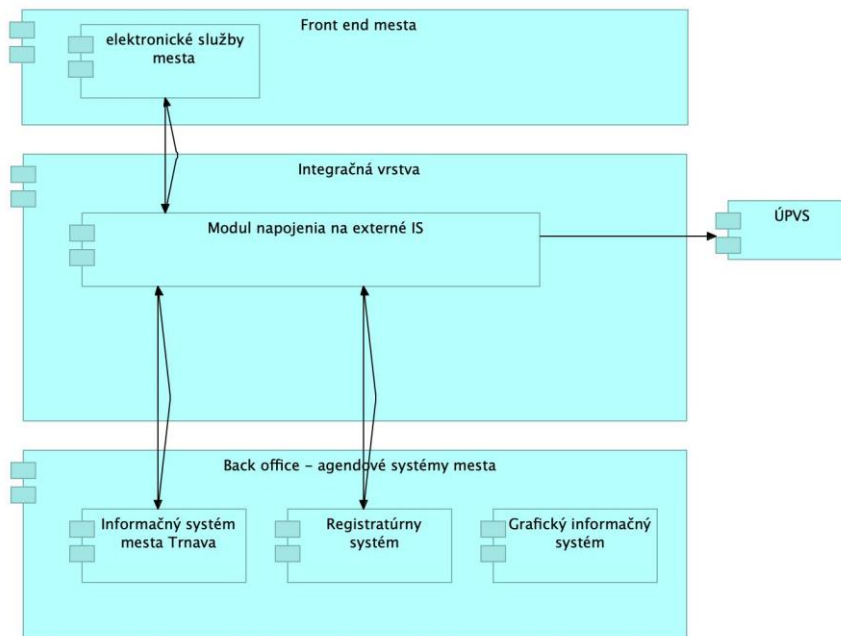 Front end mesta
elektronické služby
mesta
Integračná vrstva
Modul napojenia na externé IS
ÚPVS
Back office – agendové systémy mesta
Informačný systém
mesta Trnava
Registratúrny
systém
Grafický informačný
systém